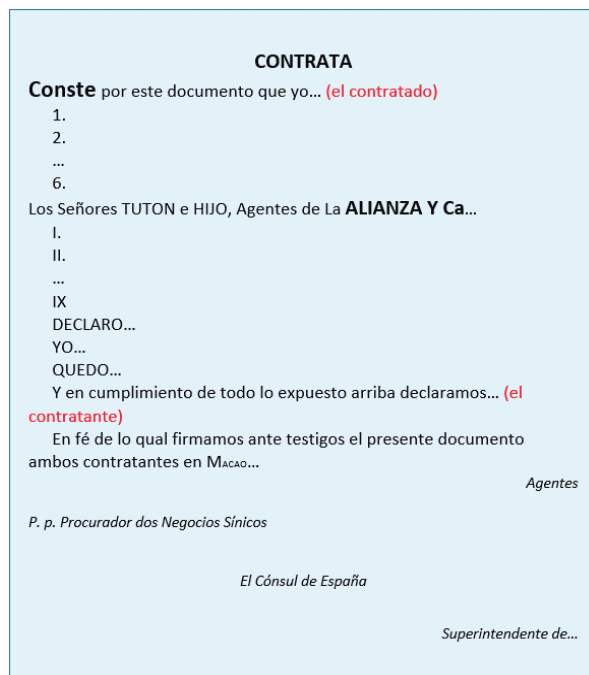 CONTRATA
Conste por este documento que yo... (el contratado)
1.
2.
...
6.
Los Señores TUTON e HIJO, Agentes de La ALIANZA Y Ca...
I.
II.
...
IX
DECLARO...
YO...
QUEDO...
Y en cumplimiento de todo lo expuesto arriba declaramos... (el
contratante)
En fé de lo qual firmamos ante testigos el presente documento
ambos contratantes en MACAO...
Agentes
P. p. Procurador dos Negocios Sínicos
El Cónsul de España
Superintendente de...